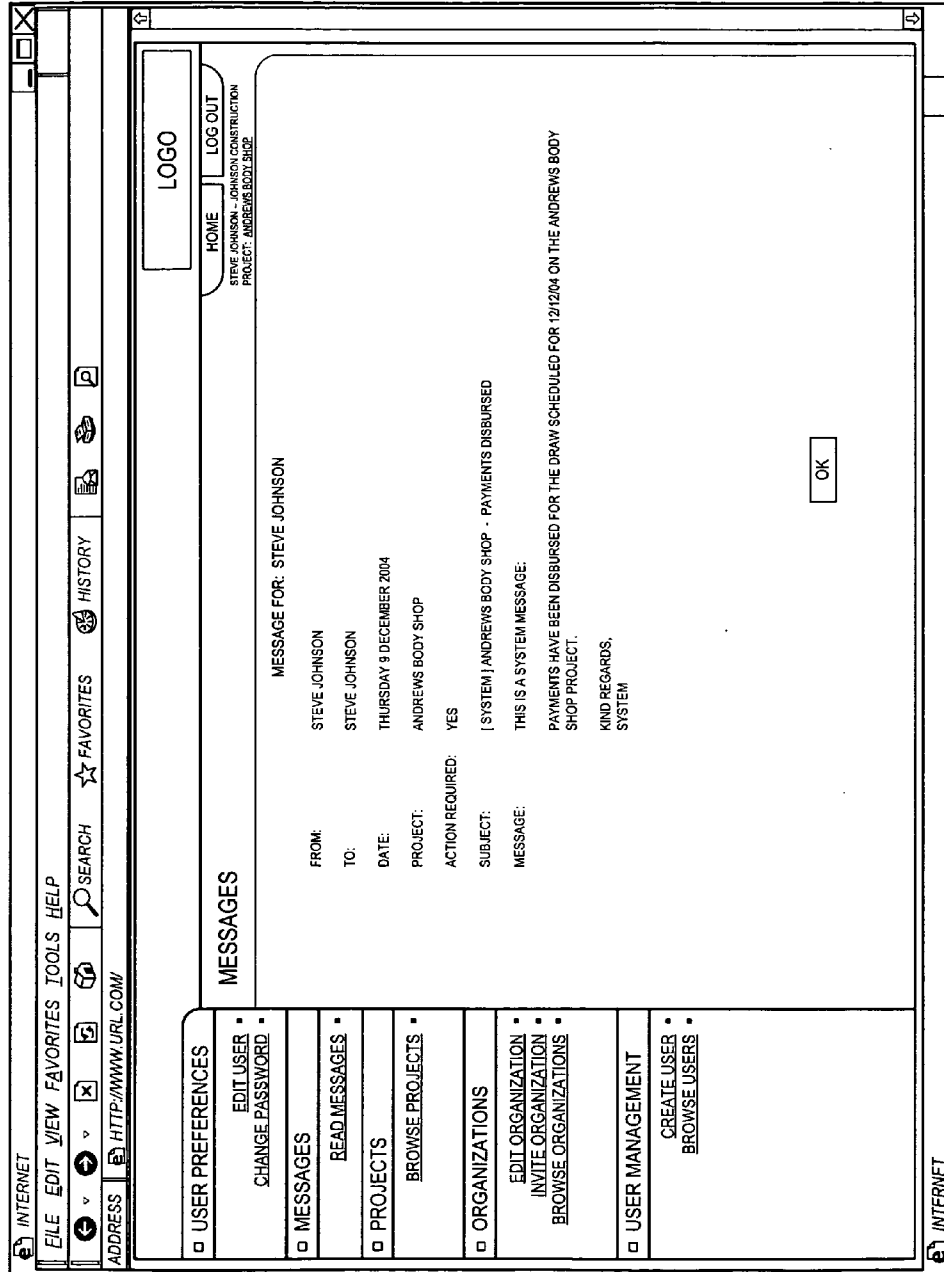 INTERNET
FILE EDIT VIEW FAVORITES TOOLS HELP
SEARCH FAVORITES HISTORY
ADDRESS HTTP://WWW.URL.COM/
LOGO
USER PREFERENCES
EDIT USER
CHANGE PASSWORD
MESSAGES
READ MESSAGES
PROJECTS
BROWSE PROJECTS
ORGANIZATIONS
EDIT ORGANIZATION
INVITE ORGANIZATION
BROWSE ORGANIZATIONS
USER MANAGEMENT
CREATE USER
BROWSE USERS
MESSAGES
HOME LOG OUT
STEVE JOHNSON – JOHNSON CONSTRUCTION
PROJECT: ANDREWS BODY SHOP
MESSAGE FOR: STEVE JOHNSON
FROM: STEVE JOHNSON
TO: STEVE JOHNSON
DATE: THURSDAY 9 DECEMBER 2004
PROJECT: ANDREWS BODY SHOP
ACTION REQUIRED: YES
SUBJECT: [ SYSTEM ] ANDREWS BODY SHOP - PAYMENTS DISBURSED
MESSAGE: THIS IS A SYSTEM MESSAGE:
PAYMENTS HAVE BEEN DISBURSED FOR THE DRAW SCHEDULED FOR 12/12/04 ON THE ANDREWS BODY
SHOP PROJECT.
KIND REGARDS,
SYSTEM
OK
INTERNET